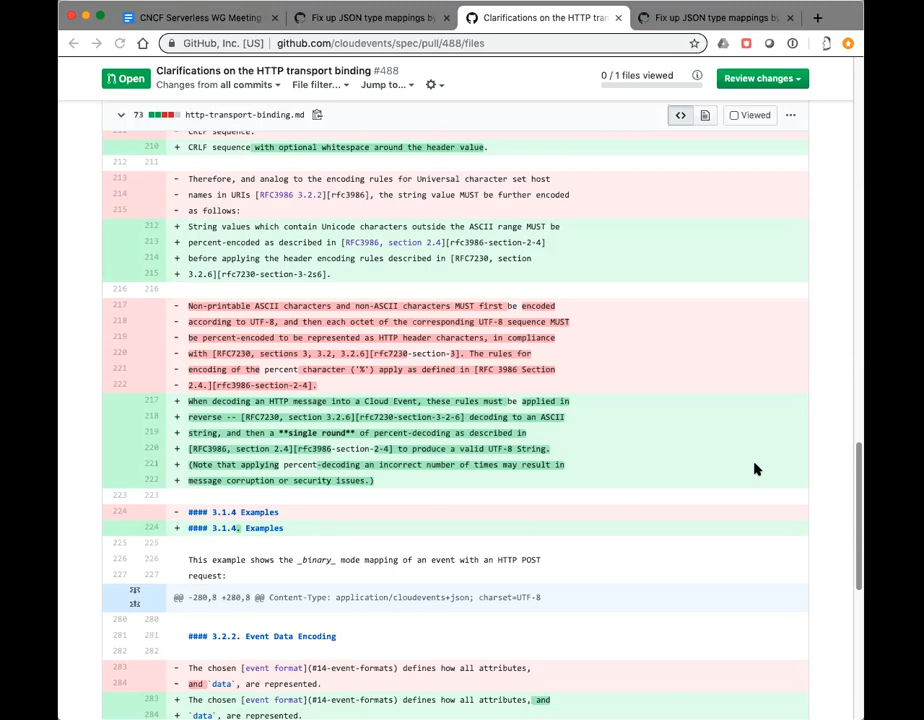 CNCF Serverless WG Meeting × Fix up JSON type mappings by × Clarifications on the HTTP tran × Fix up JSON type mappings by × +
GitHub, Inc. [US] | github.com/cloudevents/spec/pull/488/files
Open Clarifications on the HTTP transport binding #488
Changes from all commits File filter... Jump to...
0 / 1 files viewed Review changes
73 http-transport-binding.md Viewed ...
- CRLF sequence.
210 + CRLF sequence with optional whitespace around the header value.
212 211
213 - Therefore, and analog to the encoding rules for Universal character set host
214 - names in URIs [RFC3986 3.2.2][rfc3986], the string value MUST be further encoded
215 - as follows:
212 + String values which contain Unicode characters outside the ASCII range MUST be
213 + percent-encoded as described in [RFC3986, section 2.4][rfc3986-section-2-4]
214 + before applying the header encoding rules described in [RFC7230, section
215 + 3.2.6][rfc7230-section-3-2s6].
216 216
217 - Non-printable ASCII characters and non-ASCII characters MUST first be encoded
218 - according to UTF-8, and then each octet of the corresponding UTF-8 sequence MUST
219 - be percent-encoded to be represented as HTTP header characters, in compliance
220 - with [RFC7230, sections 3, 3.2, 3.2.6][rfc7230-section-3]. The rules for
221 - encoding of the percent character ('%') apply as defined in [RFC 3986 Section
222 - 2.4.][rfc3986-section-2-4].
217 + When decoding an HTTP message into a Cloud Event, these rules must be applied in
218 + reverse -- [RFC7230, section 3.2.6][rfc7230-section-3-2-6] decoding to an ASCII
219 + string, and then a **single round** of percent-decoding as described in
220 + [RFC3986, section 2.4][rfc3986-section-2-4] to produce a valid UTF-8 String.
221 + (Note that applying percent-decoding an incorrect number of times may result in
222 + message corruption or security issues.)
223 223
224 - #### 3.1.4 Examples
224 + #### 3.1.4. Examples
225 225
226 226 This example shows the _binary_ mode mapping of an event with an HTTP POST
227 227 request:
@@ -280,8 +280,8 @@ Content-Type: application/cloudevents+json; charset=UTF-8
280 280
281 281 #### 3.2.2. Event Data Encoding
282 282
283 - The chosen [event format](#14-event-formats) defines how all attributes,
284 - and `data`, are represented.
283 + The chosen [event format](#14-event-formats) defines how all attributes, and
284 + `data`, are represented.